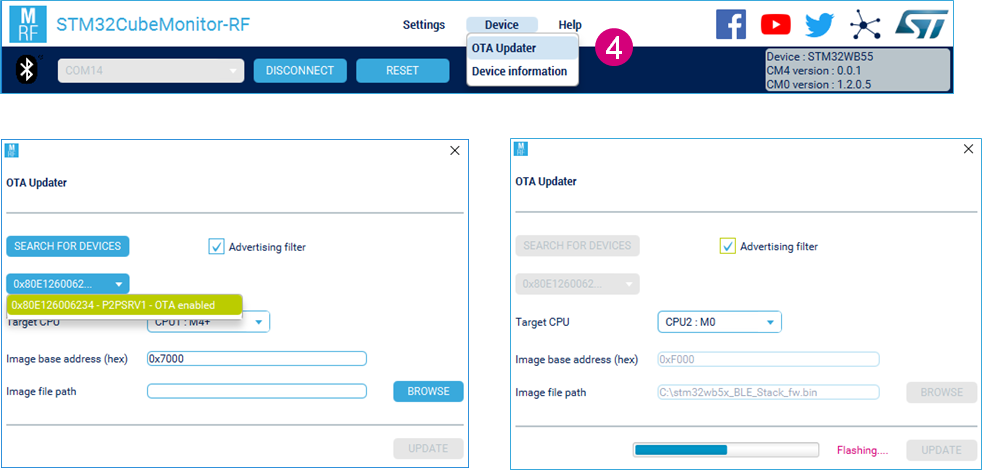 M
RF
STM32CubeMonitor-RF
Settings
Device
Help
OTA Updater
Device information
4
ST
COM14
DISCONNECT
RESET
Device : STM32WB55
CM4 version : 0.0.1
CM0 version : 1.2.0.5
M
RF
OTA Updater
SEARCH FOR DEVICES
Advertising filter
0x80E1260062...
0x80E126006234 - P2PSRV1 - OTA enabled
Target CPU
CPU1 : M4+
Image base address (hex)
0x7000
Image file path
BROWSE
UPDATE
M
RF
OTA Updater
SEARCH FOR DEVICES
Advertising filter
0x80E1260062...
Target CPU
CPU2 : M0
Image base address (hex)
0xF000
Image file path
C:\stm32wb5x_BLE_Stack_fw.bin
BROWSE
Flashing....
UPDATE